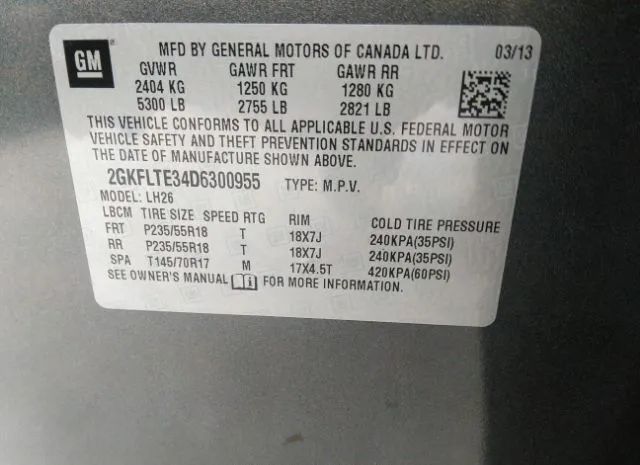 GM
MFD BY GENERAL MOTORS OF CANADA LTD. 03/13
GVWR GAWR FRT GAWR RR
2404 KG 1250 KG 1280 KG
5300 LB 2755 LB 2821 LB
THIS VEHICLE CONFORMS TO ALL APPLICABLE U.S. FEDERAL MOTOR
VEHICLE SAFETY AND THEFT PREVENTION STANDARDS IN EFFECT ON
THE DATE OF MANUFACTURE SHOWN ABOVE.
2GKFLTE34D6300955 TYPE: M.P.V.
MODEL: LH26
LBCM TIRE SIZE SPEED RTG RIM COLD TIRE PRESSURE
FRT P235/55R18 T 18X7J 240KPA(35PSI)
RR P235/55R18 T 18X7J 240KPA(35PSI)
SPA T145/70R17 M 17X4.5T 420KPA(60PSI)
SEE OWNER'S MANUAL FOR MORE INFORMATION.